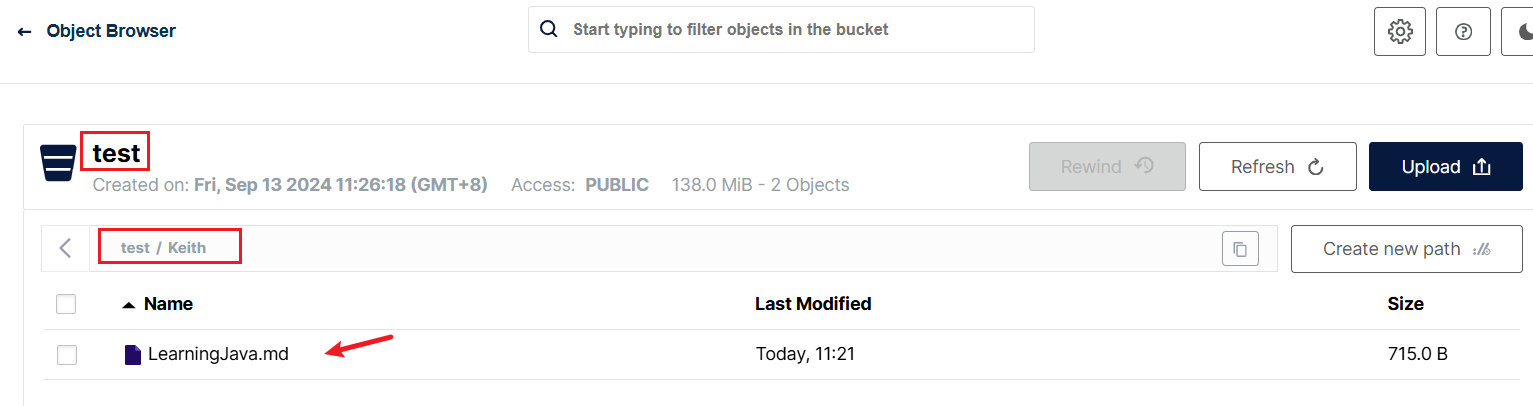 Object Browser
Start typing to filter objects in the bucket
test
Created on: Fri, Sep 13 2024 11:26:18 (GMT+8) Access: PUBLIC 138.0 MiB - 2 Objects
Rewind
Refresh
Upload
test / Keith
Create new path
Name Last Modified Size
LearningJava.md Today, 11:21 715.0 B